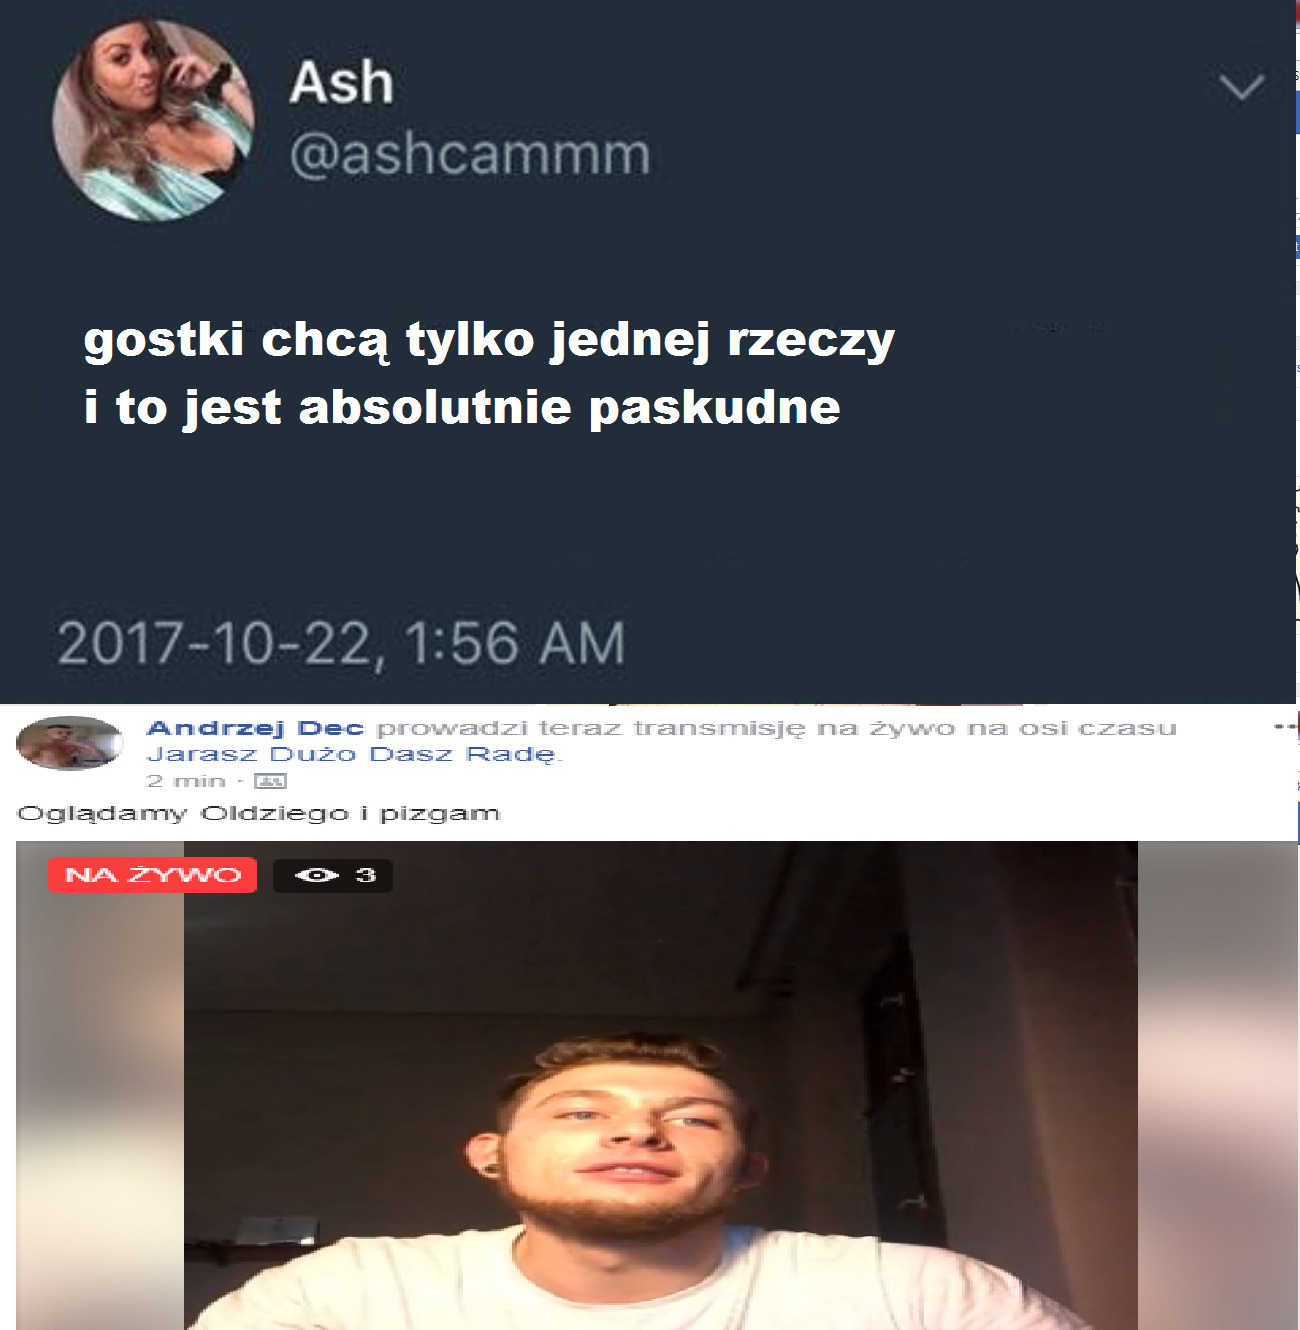 Ash
@ashcammm
gostki chcą tylko jednej rzeczy
i to jest absolutnie paskudne
2017-10-22, 1:56 AM
Andrzej Dec prowadzi teraz transmisję na żywo na osi czasu
Jarasz Dużo Dasz Radę.
2 min ·
Oglądamy Oldziego i pizgam
NA ŻYWO
3